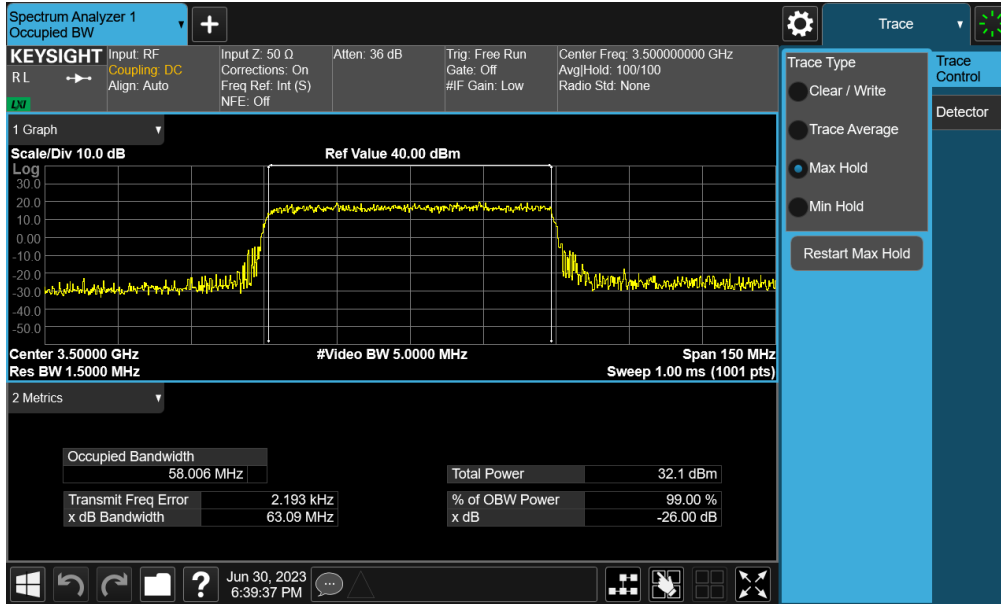 Spectrum Analyzer 1
Occupied BW
+
Trace
KEYSIGHT
R L
LXI
Input: RF
Coupling: DC
Align: Auto
Input Z: 50 Ω
Corrections: On
Freq Ref: Int (S)
NFE: Off
Atten: 36 dB
Trig: Free Run
Gate: Off
#IF Gain: Low
Center Freq: 3.500000000 GHz
Avg|Hold: 100/100
Radio Std: None
1 Graph
Scale/Div 10.0 dB
Ref Value 40.00 dBm
Log
30.0
20.0
10.0
0.00
-10.0
-20.0
-30.0
-40.0
-50.0
Center 3.50000 GHz
#Video BW 5.0000 MHz
Span 150 MHz
Res BW 1.5000 MHz
Sweep 1.00 ms (1001 pts)
2 Metrics
Occupied Bandwidth
58.006 MHz
Total Power 32.1 dBm
Transmit Freq Error 2.193 kHz
% of OBW Power 99.00 %
x dB Bandwidth 63.09 MHz
x dB -26.00 dB
Trace Type
Clear / Write
Trace Average
Max Hold
Min Hold
Restart Max Hold
Trace
Control
Detector
?
Jun 30, 2023
6:39:37 PM